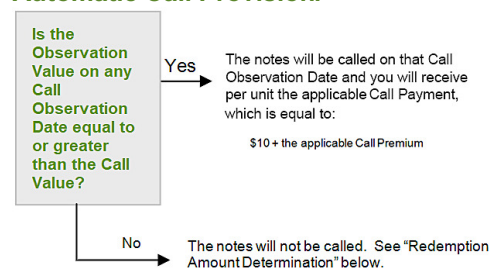 Automatic Call Provision:
Is the
Observation
Value on any
Call
Observation
Date equal to
or greater
than the Call
Value?
Yes
The notes will be called on that Call
Observation Date and you will receive
per unit the applicable Call Payment,
which is equal to:
$10 + the applicable Call Premium
No
The notes will not be called. See “Redemption
Amount Determination” below.